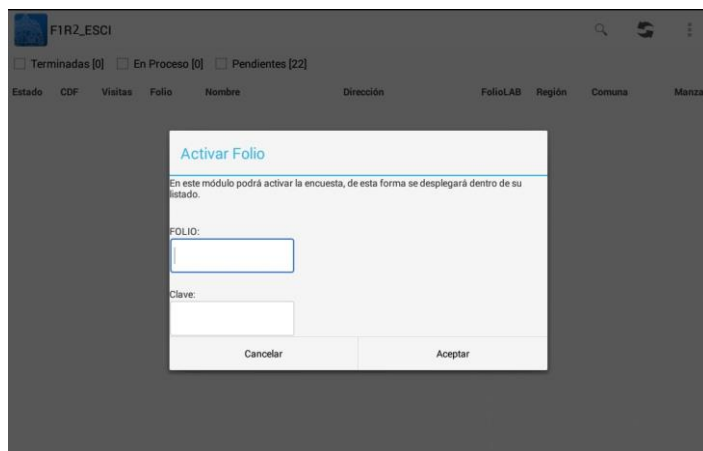 F1R2_ESCI
Terminadas [0] En Proceso [0] Pendientes [22]
Estado CDF Visitas Folio Nombre Dirección FolioLAB Región Comuna Manza
Activar Folio
En este módulo podrá activar la encuesta, de esta forma se desplegará dentro de su
listado.
FOLIO:
Clave:
Cancelar Aceptar